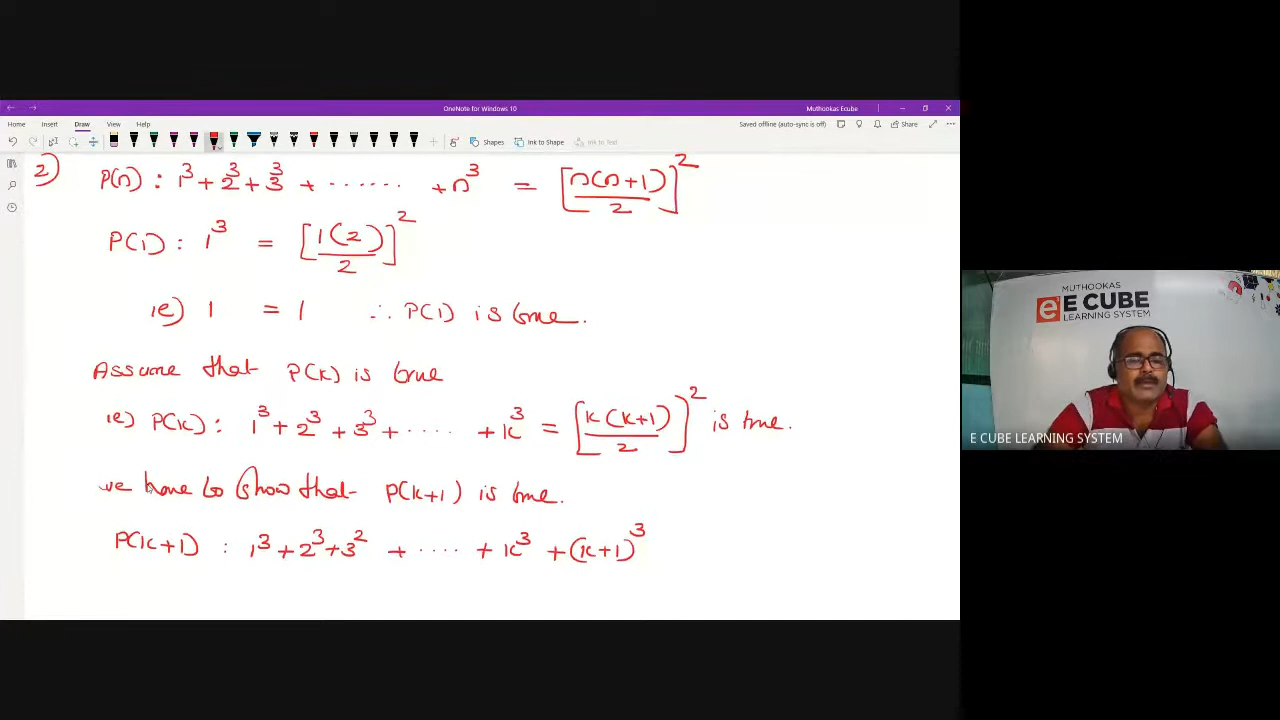 OneNote for Windows 10
Muthookas Ecube
Home Insert Draw View Help
Saved offline (auto-sync is off) Share
Shapes Ink to Shape Ink to Text
2) P(n) : 1³ + 2³ + 3³ + ...... + n³ = [n(n+1)/2]²
P(1) : 1³ = [1(2)/2]²
ie) 1 = 1 ∴ P(1) is true.
Assume that P(k) is true
ie) P(k) : 1³ + 2³ + 3³ + .... + k³ = [k(k+1)/2]² is true.
we have to show that P(k+1) is true.
P(k+1) : 1³ + 2³ + 3² + .... + k³ + (k+1)³
MUTHOOKAS
e³ E CUBE
LEARNING SYSTEM
E CUBE LEARNING SYSTEM